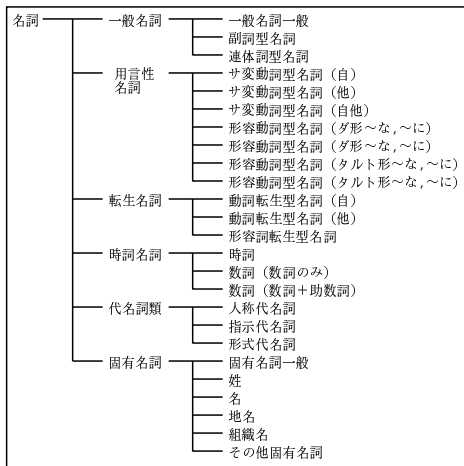 名詞 一般名詞 一般名詞一般
副詞型名詞
連体詞型名詞
用言性名詞 サ変動詞型名詞（自）
サ変動詞型名詞（他）
サ変動詞型名詞（自他）
形容動詞型名詞（ダ形～な,～に）
形容動詞型名詞（ダ形～な,～に）
形容動詞型名詞（タルト形～な,～に）
形容動詞型名詞（タルト形～な,～に）
転生名詞 動詞転生型名詞（自）
動詞転生型名詞（他）
形容詞転生型名詞
時詞名詞 時詞
数詞（数詞のみ）
数詞（数詞＋助数詞）
代名詞類 人称代名詞
指示代名詞
形式代名詞
固有名詞 固有名詞一般
姓
名
地名
組織名
その他固有名詞